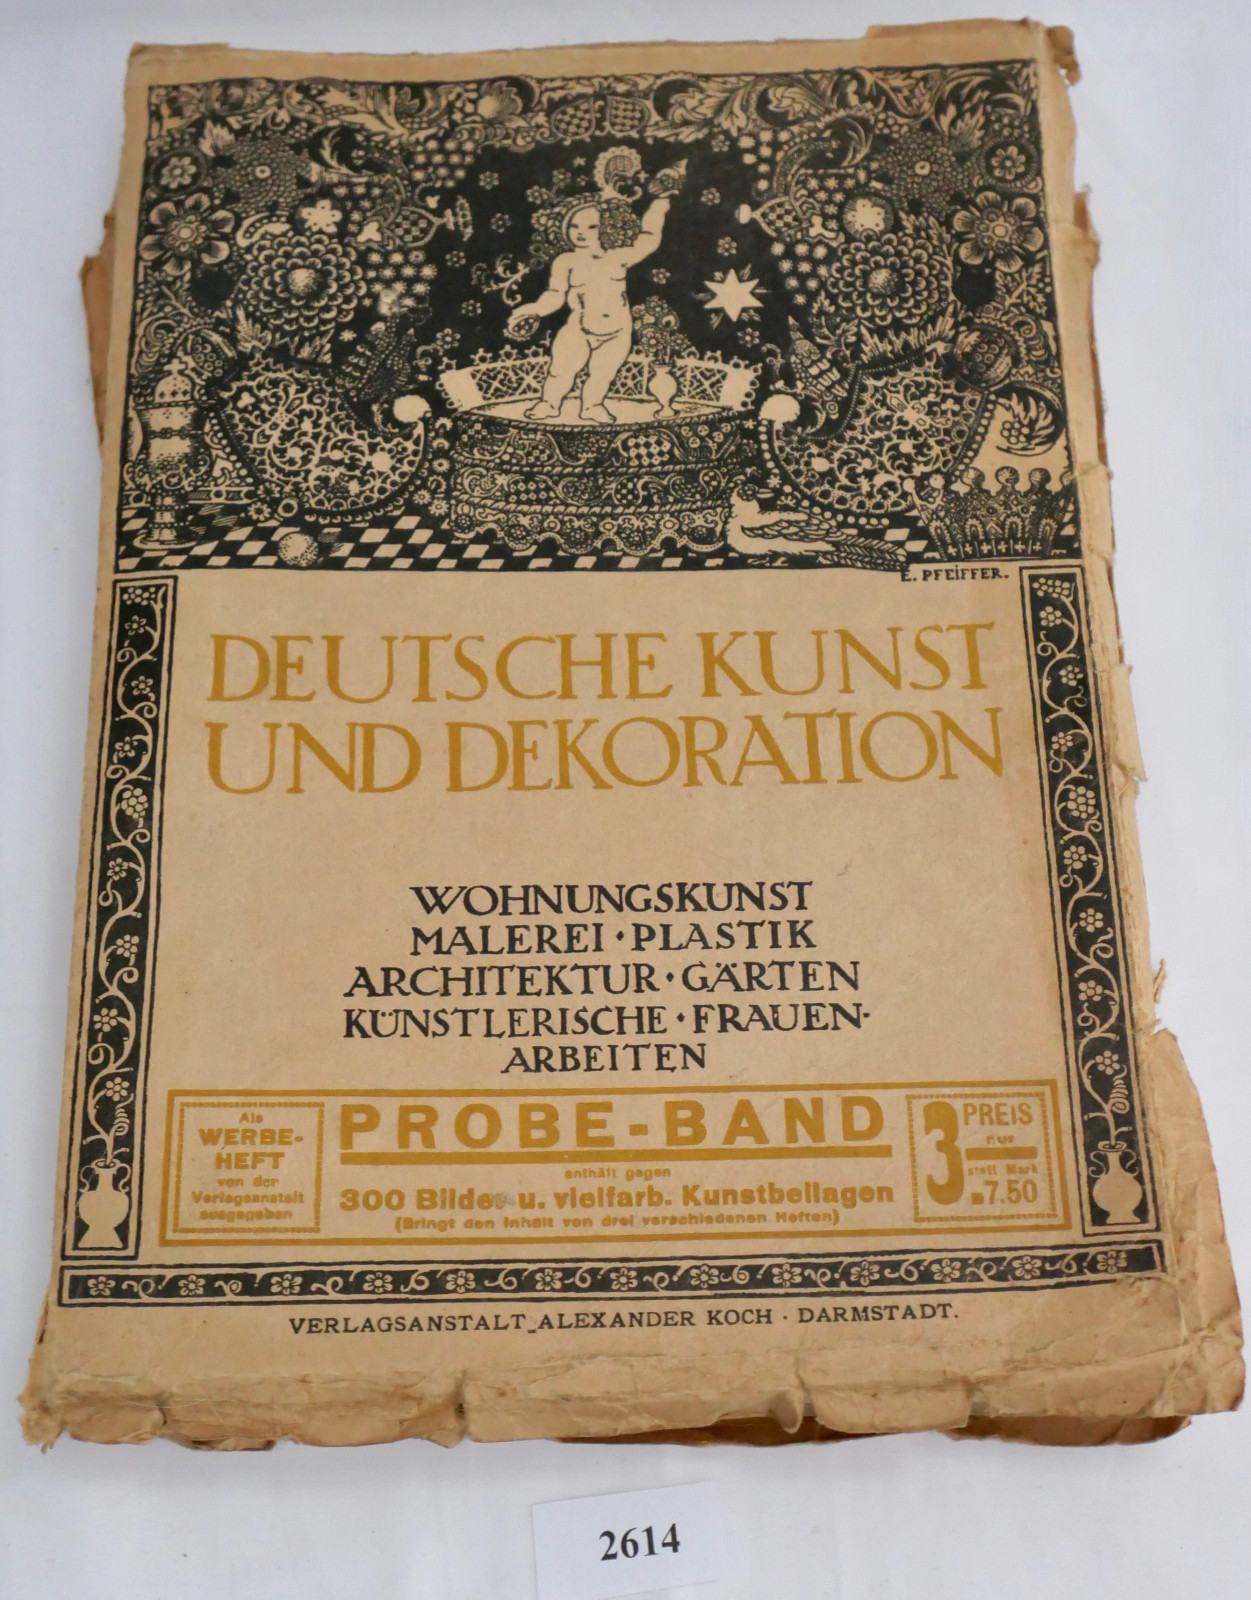 E. PFEIFFER.
DEUTSCHE KUNST
UND DEKORATION
WOHNUNGSKUNST
MALEREI · PLASTIK
ARCHITEKTUR · GÄRTEN
KÜNSTLERISCHE · FRAUEN-
ARBEITEN
Als
WERBE-
HEFT
von der
Verlagsanstalt
ausgegeben
PROBE-BAND
enthält gegen
300 Bilder u. vielfarb. Kunstbeilagen
(Bringt den Inhalt von drei verschiedenen Heften)
PREIS
nur
3
statt Mark
7.50
VERLAGSANSTALT ALEXANDER KOCH · DARMSTADT.
2614